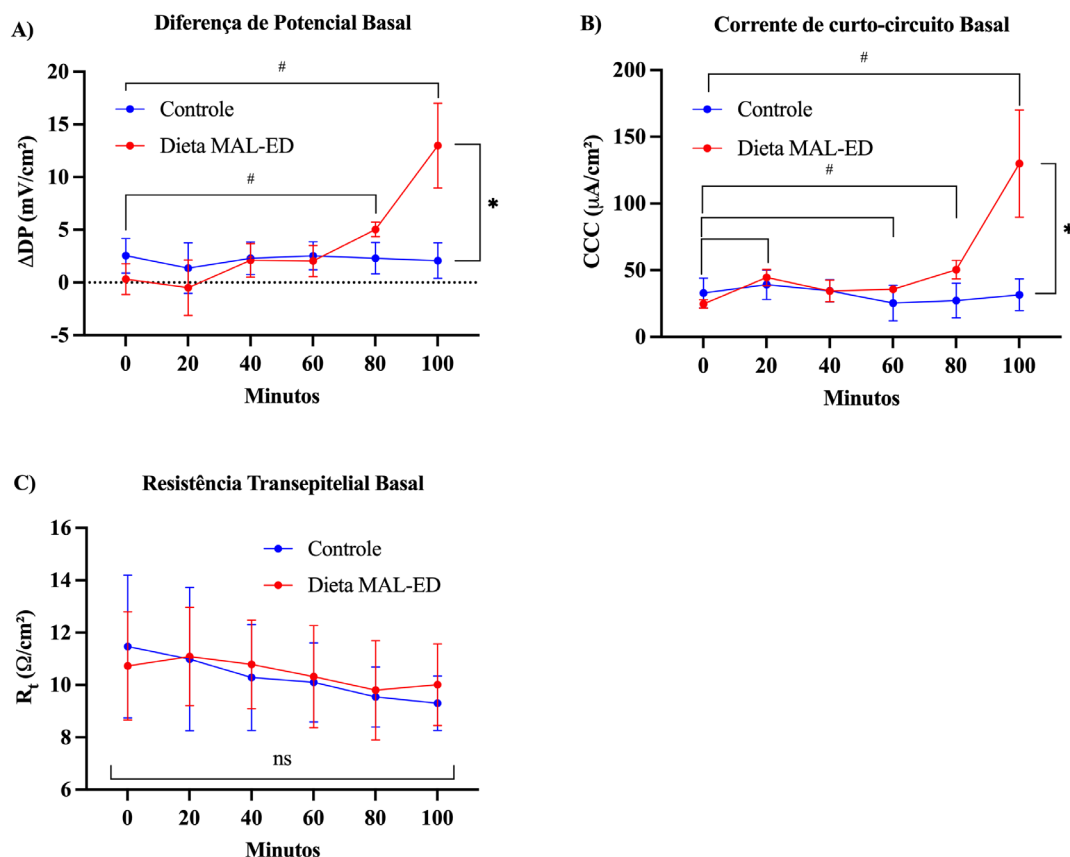 A)
Diferença de Potencial Basal
#
Controle
Dieta MAL-ED
#
*
ΔDP (mV/cm²)
20
15
10
5
0
−5
0 20 40 60 80 100
Minutos
B)
Corrente de curto-circuito Basal
#
Controle
Dieta MAL-ED
#
*
CCC (µA/cm²)
200
150
100
50
0
0 20 40 60 80 100
Minutos
C)
Resisténcia Transepitelial Basal
Controle
Dieta MAL-ED
Rt (Ω/cm²)
16
14
12
10
8
6
ns
0 20 40 60 80 100
Minutos